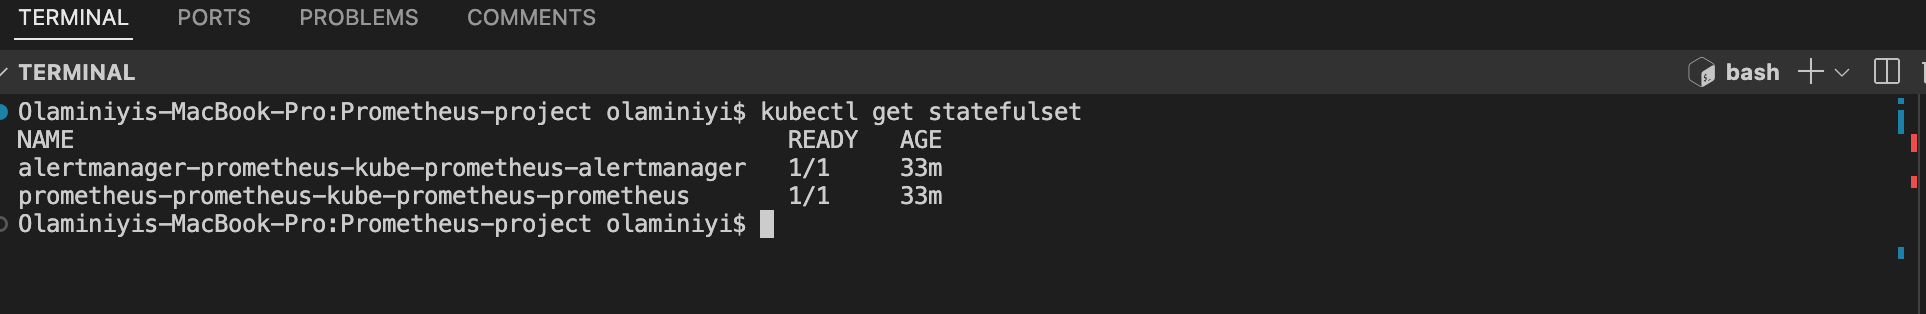 TERMINAL PORTS PROBLEMS COMMENTS
TERMINAL bash
Olaminiyis-MacBook-Pro:Prometheus-project olaminiyi$ kubectl get statefulset
NAME READY AGE
alertmanager-prometheus-kube-prometheus-alertmanager 1/1 33m
prometheus-prometheus-kube-prometheus-prometheus 1/1 33m
Olaminiyis-MacBook-Pro:Prometheus-project olaminiyi$